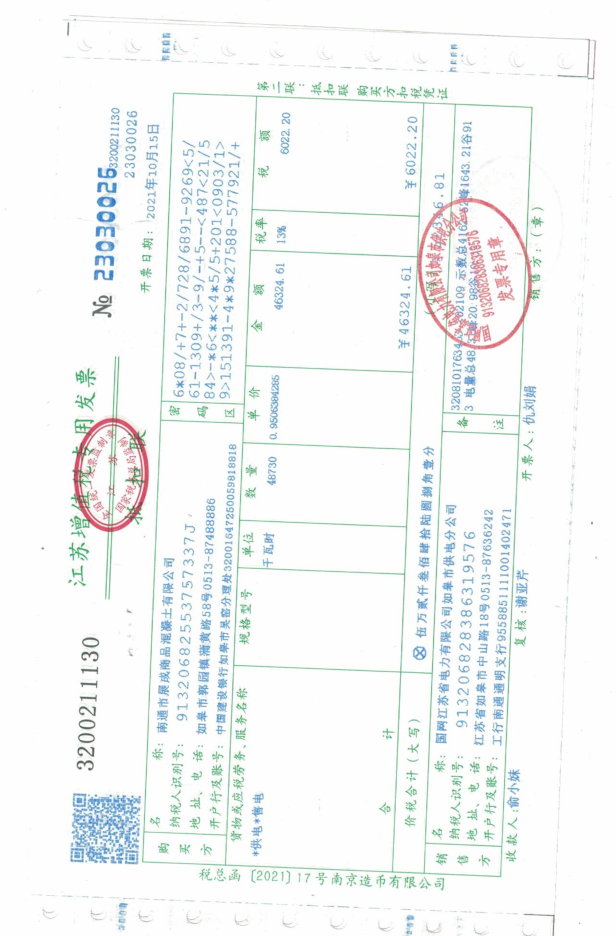 3200211130
江苏增值税专用发票
抵扣联
№ 23030026
3200211130
23030026
开票日期：2021年10月15日
税总函〔2021〕17号南京造币有限公司
第二联：抵扣联 购买方扣税凭证
购买方
名 称：南通市晨成商品混凝土有限公司
纳税人识别号：91320682553757337J
地址、电话：如皋市郭园镇蒲黄路58号0513-87488886
开户行及账号：中国建设银行如皋市吴窑分理处32001647250059818818
密码区
6*08/+7+-2/728/6891-9269<5/
61-1309+/3-9/-+5--<487<21/5
84>-*6<**<4*5/5+201<0903/1>
9>151391-4*9*27588-577921/+
货物或应税劳务、服务名称 规格型号 单位 数量 单价 金额 税率 税额
*供电*售电 千瓦时 48730 0.9506384285 46324.61 13% 6022.20
合 计 ￥46324.61 ￥6022.20
价税合计（大写） ⊗ 伍万贰仟叁佰肆拾陆圆捌角壹分
销售方
名 称：国网江苏省电力有限公司如皋市供电分公司
纳税人识别号：913206828386319576
地址、电话：江苏省如皋市中山路18号0513-87636242
开户行及账号：工行南通通明支行9558851111001402471
备注
发票专用章
913206828386319576
收款人：俞小妹 复核：谢亚芹 开票人：仇刘娟 销售方：（章）